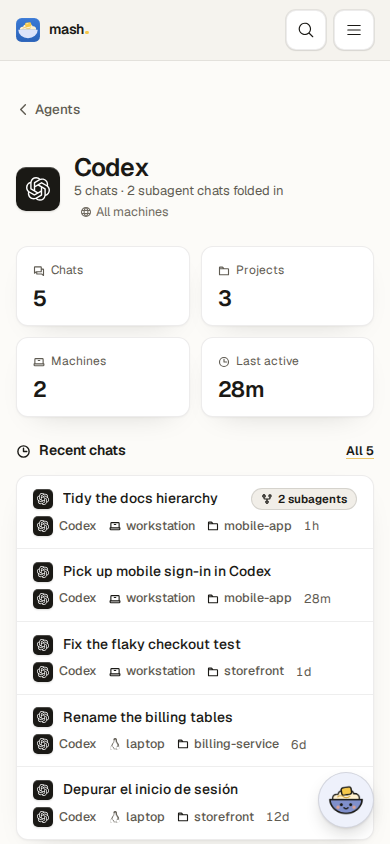 mash.
Agents
Codex
5 chats · 2 subagent chats folded in
All machines
Chats
5
Projects
3
Machines
2
Last active
28m
Recent chats
All 5
Tidy the docs hierarchy
2 subagents
Codex workstation mobile-app 1h
Pick up mobile sign-in in Codex
Codex workstation mobile-app 28m
Fix the flaky checkout test
Codex workstation storefront 1d
Rename the billing tables
Codex laptop billing-service 6d
Depurar el inicio de sesión
Codex laptop storefront 12d